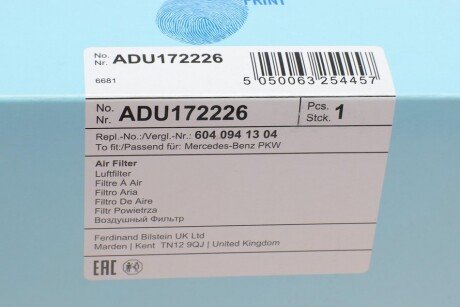 PRINT
No.
Nr. ADU172226
6681
5 050063 254457
No.
Nr. ADU172226
Pcs.
Stck. 1
Repl.-No.:/Vergl.-Nr.: 604 094 13 04
To fit:/Passend für: Mercedes-Benz PKW
Air Filter
Luftfilter
Filtre À Air
Filtro Aria
Filtro De Aire
Filtr Powietrza
Воздушный Фильтр
Ferdinand Bilstein UK Ltd
Marden | Kent TN12 9QJ | United Kingdom
EAC